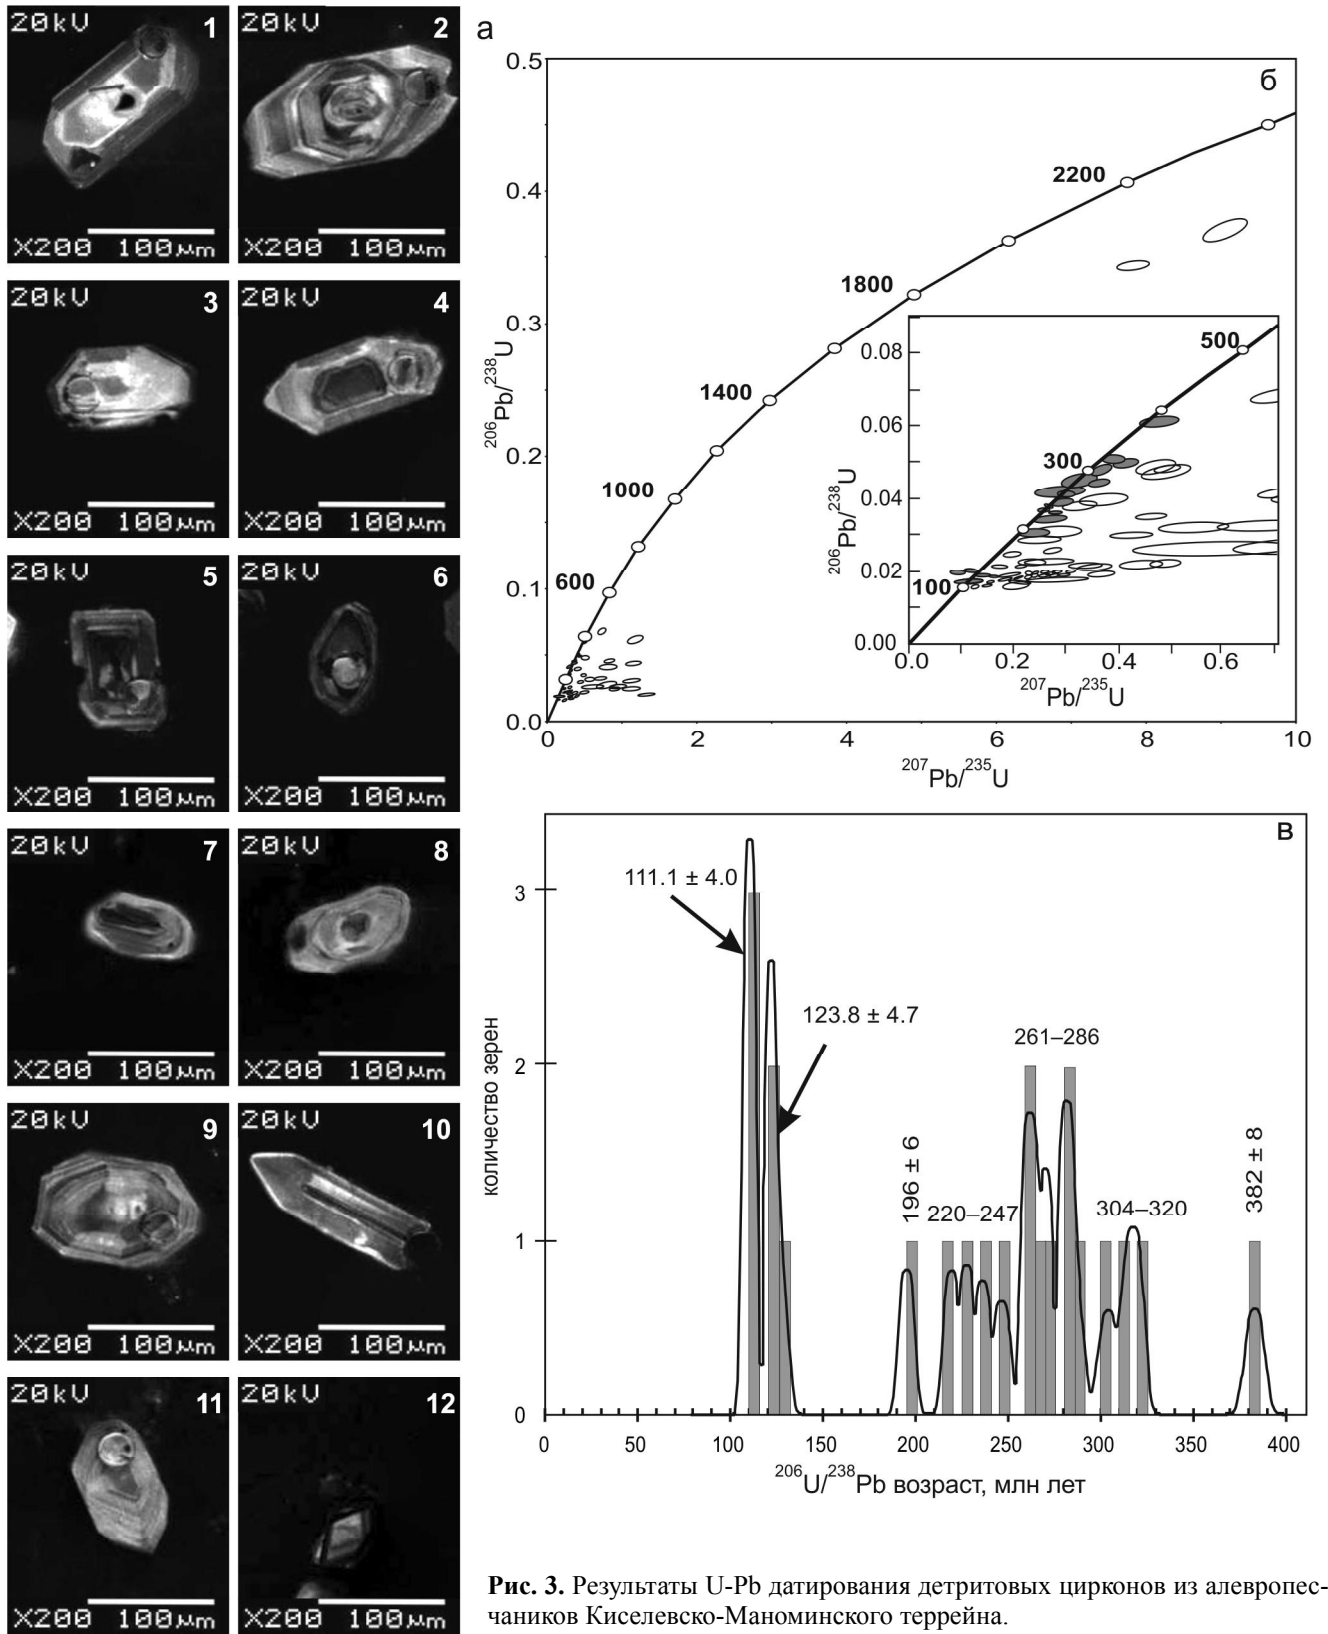 20kV 1
X200 100μm
20kV 2
X200 100μm
20kV 3
X200 100μm
20kV 4
X200 100μm
20kV 5
X200 100μm
20kV 6
X200 100μm
20kV 7
X200 100μm
20kV 8
X200 100μm
20kV 9
X200 100μm
20kV 10
X200 100μm
20kV 11
X200 100μm
20kV 12
X200 100μm
а
б
0.5
0.4
0.3
0.2
0.1
0.0
206Pb/238U
2200
1800
1400
1000
600
0
2
4
6
8
10
207Pb/235U
0.08
0.06
0.04
0.02
0.00
206Pb/238U
500
300
100
0.0
0.2
0.4
0.6
207Pb/235U
в
3
2
1
0
количество зерен
111.1 ± 4.0
123.8 ± 4.7
196 ± 6
220–247
261–286
304–320
382 ± 8
0
50
100
150
200
250
300
350
400
206U/238Pb возраст, млн лет
Рис. 3. Результаты U-Pb датирования детритовых цирконов из алевропес-
чаников Киселевско-Маноминского террейна.